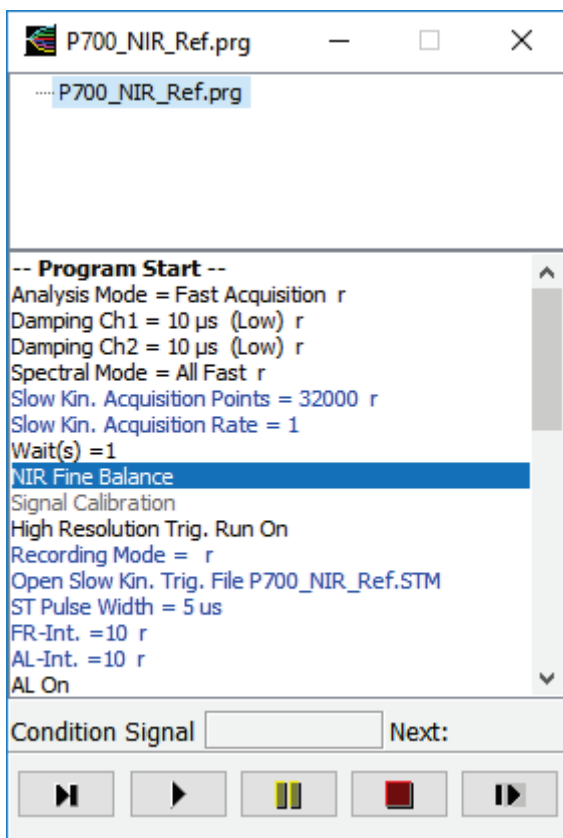 P700_NIR_Ref.prg
P700_NIR_Ref.prg
-- Program Start --
Analysis Mode = Fast Acquisition r
Damping Ch1 = 10 µs (Low) r
Damping Ch2 = 10 µs (Low) r
Spectral Mode = All Fast r
Slow Kin. Acquisition Points = 32000 r
Slow Kin. Acquisition Rate = 1
Wait(s) =1
NIR Fine Balance
Signal Calibration
High Resolution Trig. Run On
Recording Mode = r
Open Slow Kin. Trig. File P700_NIR_Ref.STM
ST Pulse Width = 5 us
FR-Int. =10 r
AL-Int. =10 r
AL On
Condition Signal Next: